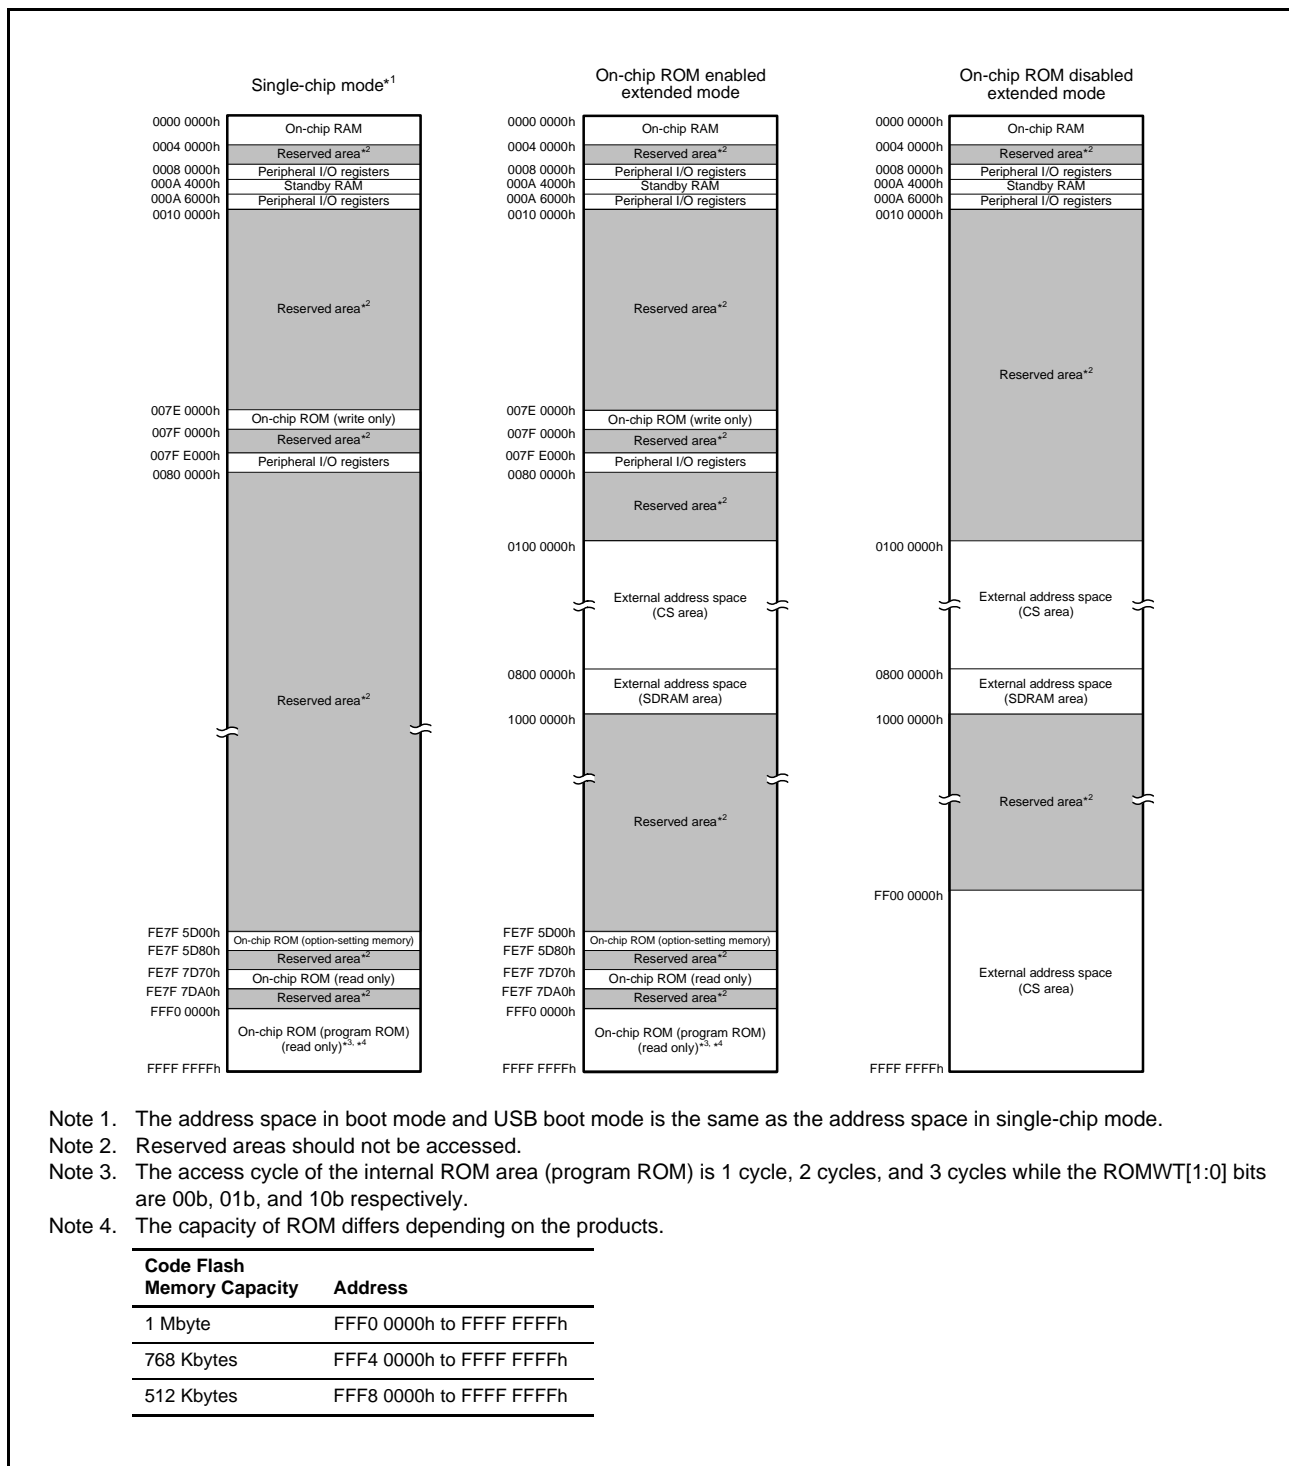 Single-chip mode*1
0000 0000h
On-chip RAM
0004 0000h
Reserved area*2
0008 0000h
Peripheral I/O registers
000A 4000h
Standby RAM
000A 6000h
Peripheral I/O registers
0010 0000h
Reserved area*2
007E 0000h
On-chip ROM (write only)
007F 0000h
Reserved area*2
007F E000h
Peripheral I/O registers
0080 0000h
Reserved area*2
FE7F 5D00h
On-chip ROM (option-setting memory)
FE7F 5D80h
Reserved area*2
FE7F 7D70h
On-chip ROM (read only)
FE7F 7DA0h
Reserved area*2
FFF0 0000h
On-chip ROM (program ROM)
(read only)*3, *4
FFFF FFFFh
On-chip ROM enabled
extended mode
0000 0000h
On-chip RAM
0004 0000h
Reserved area*2
0008 0000h
Peripheral I/O registers
000A 4000h
Standby RAM
000A 6000h
Peripheral I/O registers
0010 0000h
Reserved area*2
007E 0000h
On-chip ROM (write only)
007F 0000h
Reserved area*2
007F E000h
Peripheral I/O registers
0080 0000h
Reserved area*2
0100 0000h
External address space
(CS area)
0800 0000h
External address space
(SDRAM area)
1000 0000h
Reserved area*2
FE7F 5D00h
On-chip ROM (option-setting memory)
FE7F 5D80h
Reserved area*2
FE7F 7D70h
On-chip ROM (read only)
FE7F 7DA0h
Reserved area*2
FFF0 0000h
On-chip ROM (program ROM)
(read only)*3, *4
FFFF FFFFh
On-chip ROM disabled
extended mode
0000 0000h
On-chip RAM
0004 0000h
Reserved area*2
0008 0000h
Peripheral I/O registers
000A 4000h
Standby RAM
000A 6000h
Peripheral I/O registers
0010 0000h
Reserved area*2
0100 0000h
External address space
(CS area)
0800 0000h
External address space
(SDRAM area)
1000 0000h
Reserved area*2
FF00 0000h
External address space
(CS area)
FFFF FFFFh
Note 1. The address space in boot mode and USB boot mode is the same as the address space in single-chip mode.
Note 2. Reserved areas should not be accessed.
Note 3. The access cycle of the internal ROM area (program ROM) is 1 cycle, 2 cycles, and 3 cycles while the ROMWT[1:0] bits
are 00b, 01b, and 10b respectively.
Note 4. The capacity of ROM differs depending on the products.
Code Flash
Memory Capacity Address
1 Mbyte FFF0 0000h to FFFF FFFFh
768 Kbytes FFF4 0000h to FFFF FFFFh
512 Kbytes FFF8 0000h to FFFF FFFFh